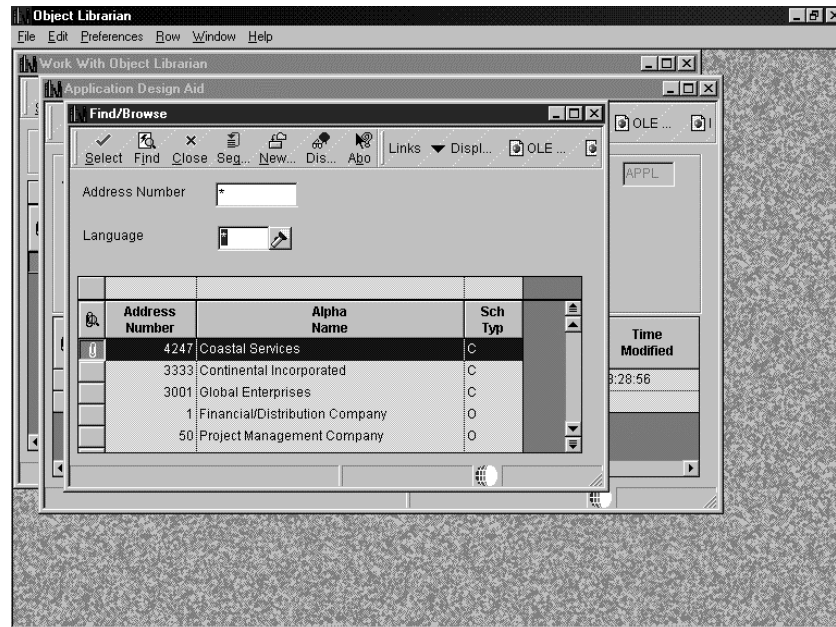 Object Librarian
File Edit Preferences Row Window Help
Work With Object Librarian
Application Design Aid
Find/Browse
OLE ...
Select Find Close Seq... New... Dis... Abo Links Displ... OLE ...
APPL
Address Number *
Language *
Address Number Alpha Name Sch Typ
Time Modified
4247 Coastal Services C
3333 Continental Incorporated C
8:28:56
3001 Global Enterprises C
1 Financial/Distribution Company O
50 Project Management Company O